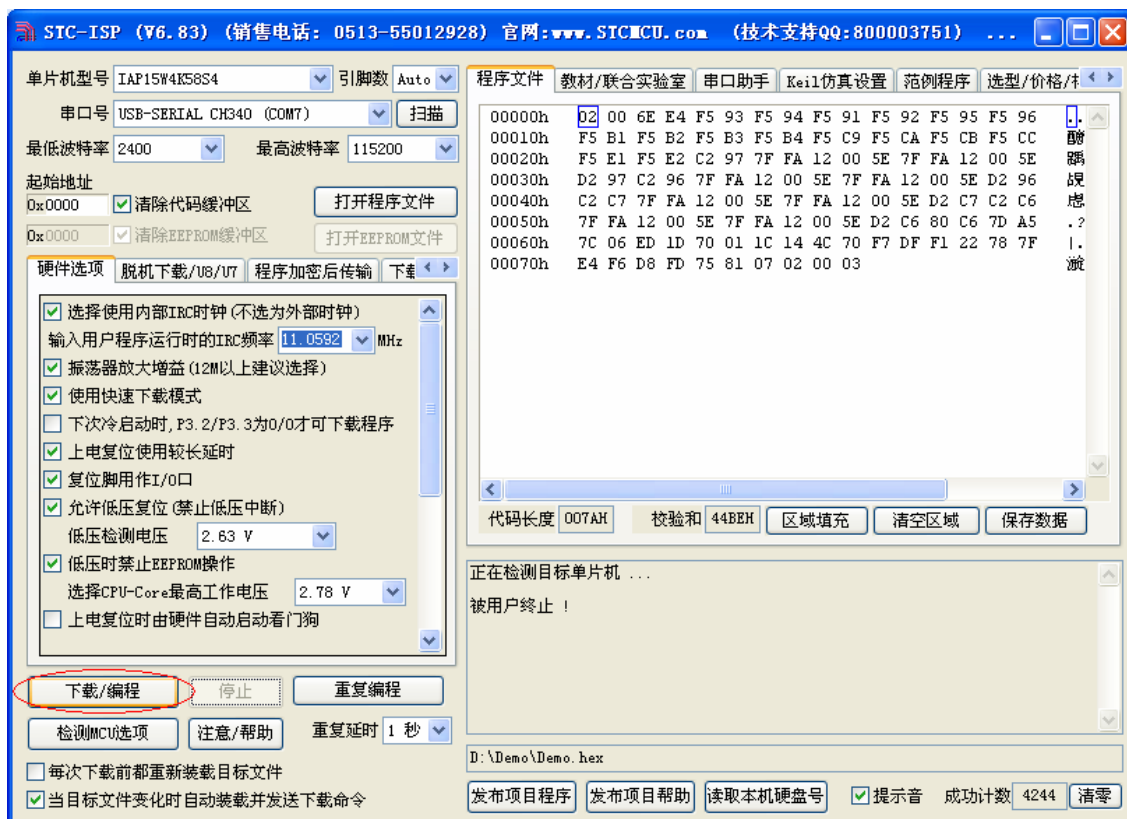 STC-ISP (V6.83) (销售电话: 0513-55012928) 官网:www.STCMCU.com (技术支持QQ:800003751) ...
单片机型号 IAP15W4K58S4 引脚数 Auto
串口号 USB-SERIAL CH340 (COM7) 扫描
最低波特率 2400 最高波特率 115200
起始地址
0x0000 清除代码缓冲区 打开程序文件
0x0000 清除EEPROM缓冲区 打开EEPROM文件
硬件选项 脱机下载/U8/U7 程序加密后传输
选择使用内部IRC时钟(不选为外部时钟)
输入用户程序运行时的IRC频率 11.0592 MHz
振荡器放大增益(12M以上建议选择)
使用快速下载模式
下次冷启动时,P3.2/P3.3为0/0才可下载程序
上电复位使用较长延时
复位脚用作I/O口
允许低压复位(禁止低压中断)
低压检测电压 2.63 V
低压时禁止EEPROM操作
选择CPU-Core最高工作电压 2.78 V
上电复位时由硬件自动启动看门狗
下载/编程 停止 重复编程
检测MCU选项 注意/帮助 重复延时 1 秒
每次下载前都重新装载目标文件
当目标文件变化时自动装载并发送下载命令
程序文件 教材/联合实验室 串口助手 Keil仿真设置 范例程序 选型/价格/
00000h 02 00 6E E4 F5 93 F5 94 F5 91 F5 92 F5 95 F5 96 ..
00010h F5 B1 F5 B2 F5 B3 F5 B4 F5 C9 F5 CA F5 CB F5 CC
00020h F5 E1 F5 E2 C2 97 7F FA 12 00 5E 7F FA 12 00 5E
00030h D2 97 C2 96 7F FA 12 00 5E 7F FA 12 00 5E D2 96
00040h C2 C7 7F FA 12 00 5E 7F FA 12 00 5E D2 C7 C2 C6
00050h 7F FA 12 00 5E 7F FA 12 00 5E D2 C6 80 C6 7D A5 .?
00060h 7C 06 ED 1D 70 01 1C 14 4C 70 F7 DF F1 22 78 7F |.
00070h E4 F6 D8 FD 75 81 07 02 00 03
代码长度 007AH 校验和 44BEH 区域填充 清空区域 保存数据
正在检测目标单片机 ...
被用户终止 !
D:\Demo\Demo.hex
发布项目程序 发布项目帮助 读取本机硬盘号 提示音 成功计数 4244 清零